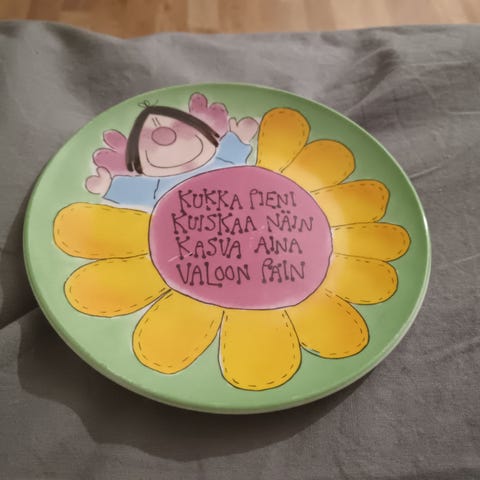 KUKKA PIENI
KUISKAA NÄIN
KASVA AINA
VALOON PÄIN